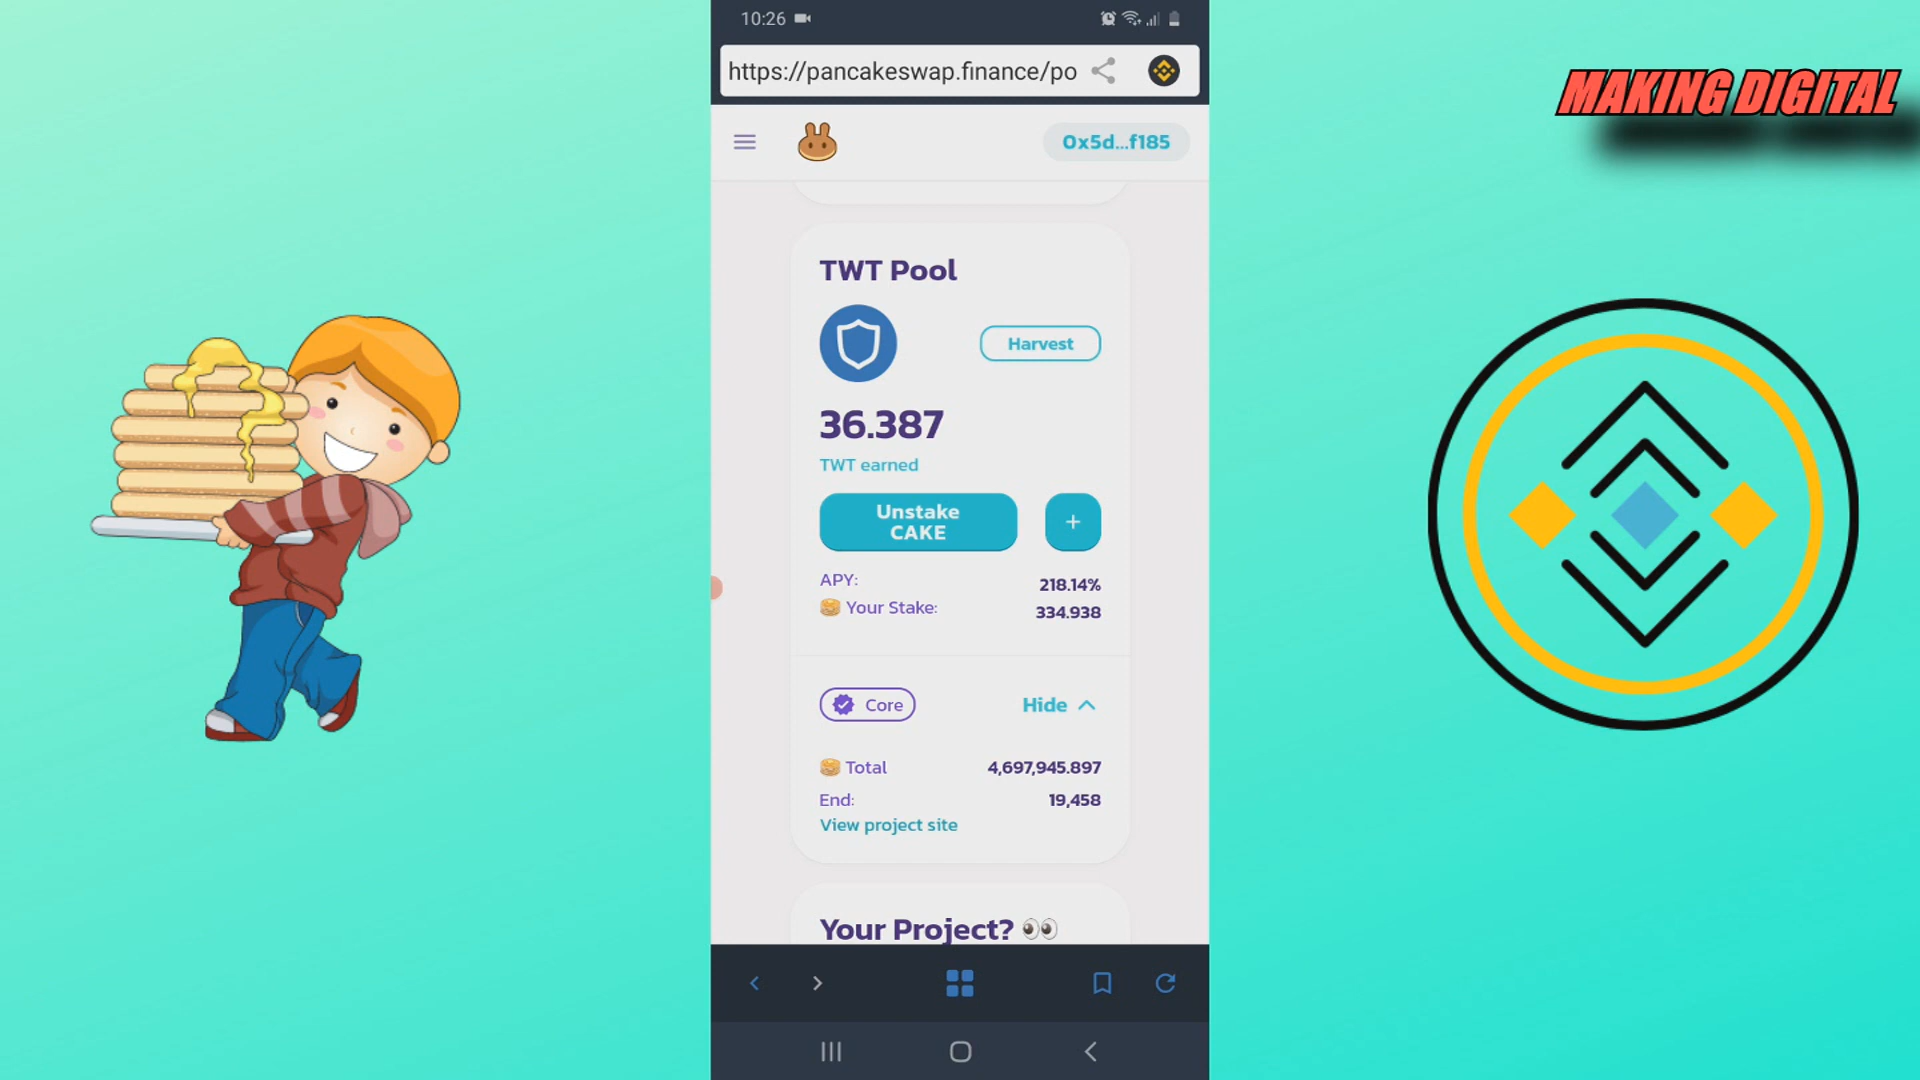 10:26
https://pancakeswap.finance/po
MAKING DIGITAL
0x5d...f185
TWT Pool
Harvest
36.387
TWT earned
Unstake
CAKE
+
APY: 218.14%
Your Stake: 334.938
Core
Hide
Total 4,697,945.897
End: 19,458
View project site
Your Project? 👀